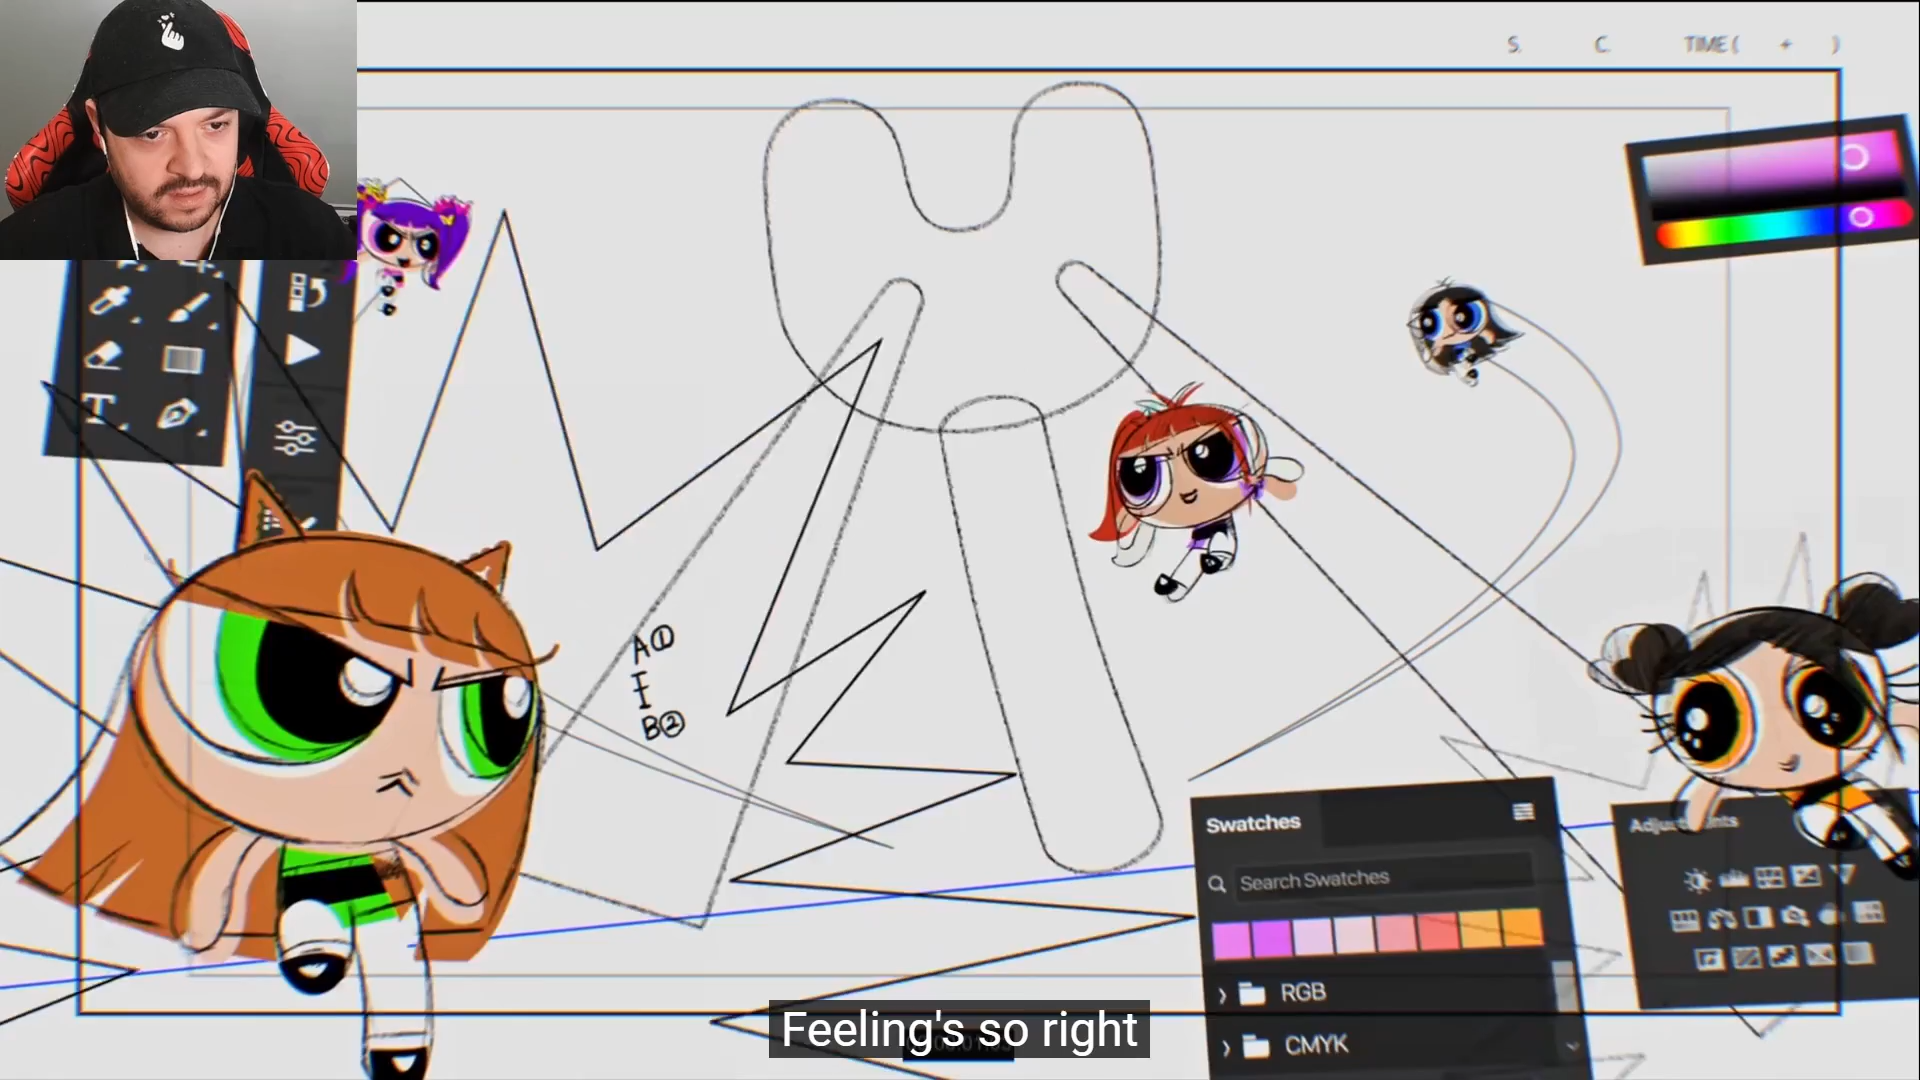 S. C. TIME( + )
T
A①
I
B②
Swatches
Search Swatches
RGB
CMYK
Feeling's so right